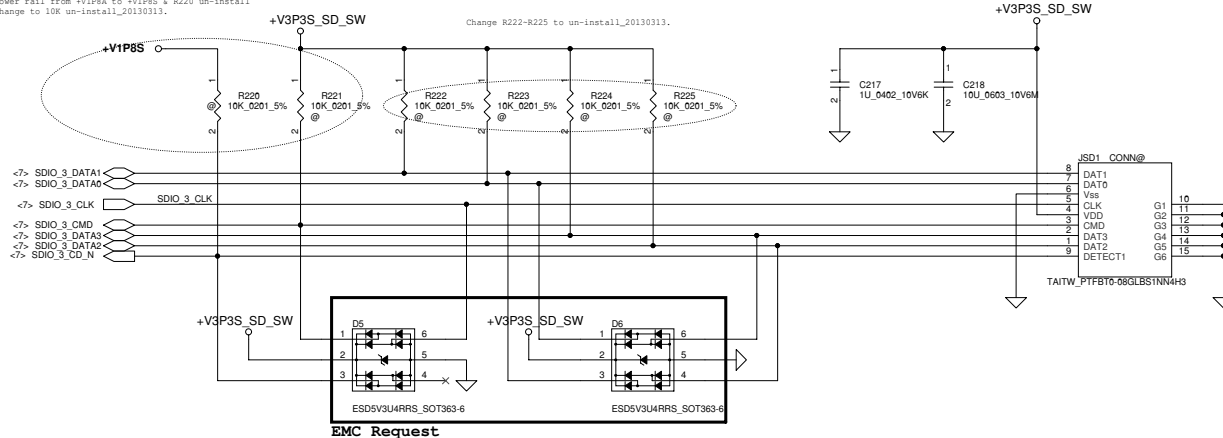 ower rail from +V1P8A to +V1P8S & R220 un-install
hange to 10K un-install_20130313.
Change R222-R225 to un-install_20130313.
+V3P3S_SD_SW
+V3P3S_SD_SW
+V1P8S
1
R220
10K_0201_5%
@
2
1
R221
10K_0201_5%
@
2
1
R222
10K_0201_5%
@
2
1
R223
10K_0201_5%
@
2
1
R224
10K_0201_5%
@
2
1
R225
10K_0201_5%
@
2
1
C217
1U_0402_10V6K
2
1
C218
10U_0603_10V6M
2
<7> SDIO_3_DATA1
<7> SDIO_3_DATA0
<7> SDIO_3_CLK
SDIO_3_CLK
<7> SDIO_3_CMD
<7> SDIO_3_DATA3
<7> SDIO_3_DATA2
<7> SDIO_3_CD_N
JSD1 CONN@
8 DAT1
7 DAT0
6 Vss
5 CLK
4 VDD
3 CMD
2 DAT3
1 DAT2
9 DETECT1
G1 10
G2 11
G3 12
G4 13
G5 14
G6 15
TAITW_PTFBT0-08GLBS1NN4H3
+V3P3S_SD_SW
D5
1
2
3
6
5
4
ESD5V3U4RRS_SOT363-6
+V3P3S_SD_SW
D6
1
2
3
6
5
4
ESD5V3U4RRS_SOT363-6
EMC Request